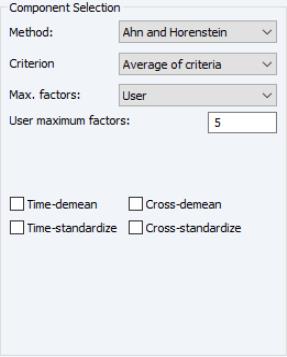 Component Selection
Method: Ahn and Horenstein
Criterion Average of criteria
Max. factors: User
User maximum factors: 5
Time-demean Cross-demean
Time-standardize Cross-standardize